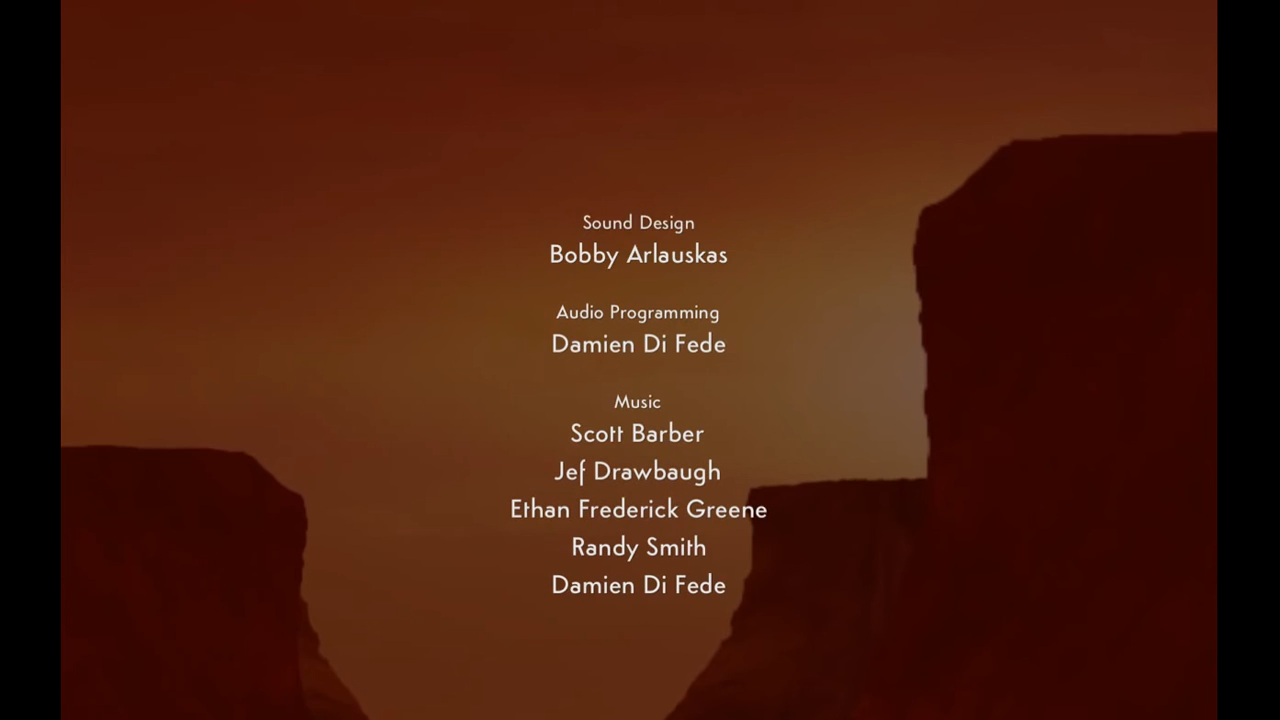 Sound Design
Bobby Arlauskas
Audio Programming
Damien Di Fede
Music
Scott Barber
Jef Drawbaugh
Ethan Frederick Greene
Randy Smith
Damien Di Fede